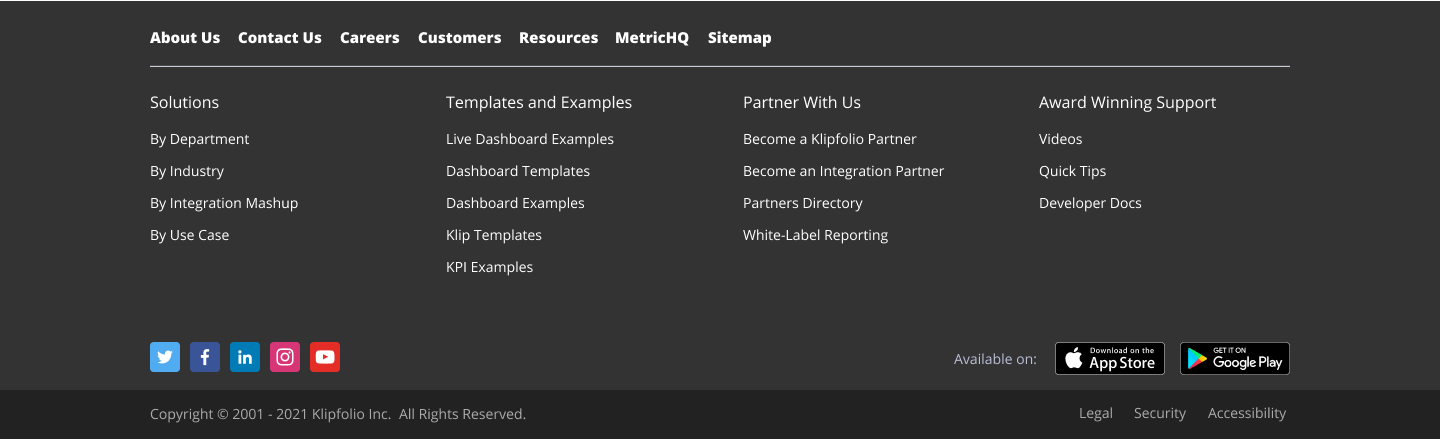 About Us Contact Us Careers Customers Resources MetricHQ Sitemap
Solutions
By Department
By Industry
By Integration Mashup
By Use Case
Templates and Examples
Live Dashboard Examples
Dashboard Templates
Dashboard Examples
Klip Templates
KPI Examples
Partner With Us
Become a Klipfolio Partner
Become an Integration Partner
Partners Directory
White-Label Reporting
Award Winning Support
Videos
Quick Tips
Developer Docs
f
in
Available on:
Download on the
App Store
GET IT ON
Google Play
Copyright © 2001 - 2021 Klipfolio Inc. All Rights Reserved.
Legal Security Accessibility